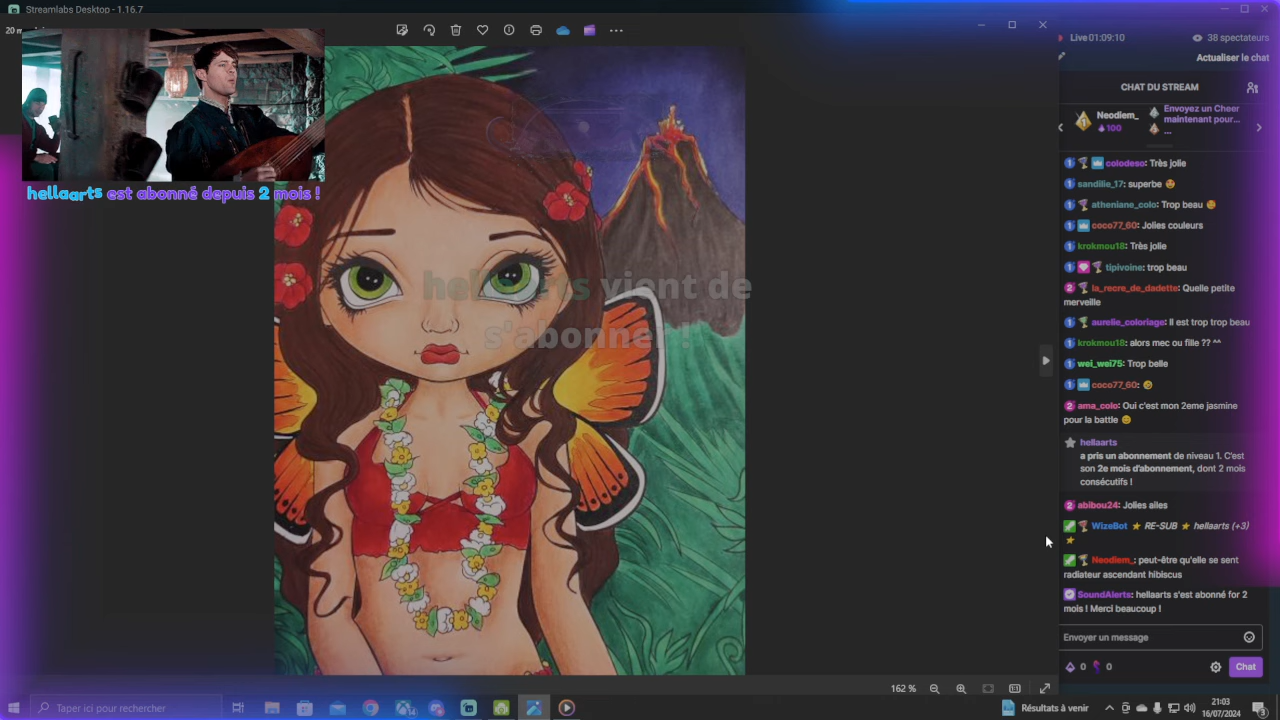 Streamlabs Desktop - 1.16.7
Live 01:09:10
38 spectateurs
Actualiser le chat
hellaarts est abonné depuis 2 mois !
hellaarts vient de
s'abonner !
CHAT DU STREAM
Neodiem_
100
Envoyez un Cheer
maintenant pour...
...
colodeso: Très jolie
sandilie_17: superbe
atheniane_colo: Trop beau
coco77_60: Jolies couleurs
krokmou18: Très jolie
tipivoine: trop beau
la_recre_de_dadette: Quelle petite
merveille
aurelie_coloriage: Il est trop trop beau
krokmou18: alors mec ou fille ?? ^^
wei_wei75: Trop belle
coco77_60:
ama_colo: Oui c'est mon 2eme jasmine
pour la battle
hellaarts
a pris un abonnement de niveau 1. C'est
son 2e mois d'abonnement, dont 2 mois
consécutifs !
abibou24: Jolies ailes
WizeBot ★ RE-SUB ★ hellaarts (+3)
★
Neodiem_: peut-être qu'elle se sent
radiateur ascendant hibiscus
SoundAlerts: hellaarts s'est abonné for 2
mois ! Merci beaucoup !
Envoyer un message
0 0
Chat
162 %
Taper ici pour rechercher
Résultats à venir
21:03
16/07/2024